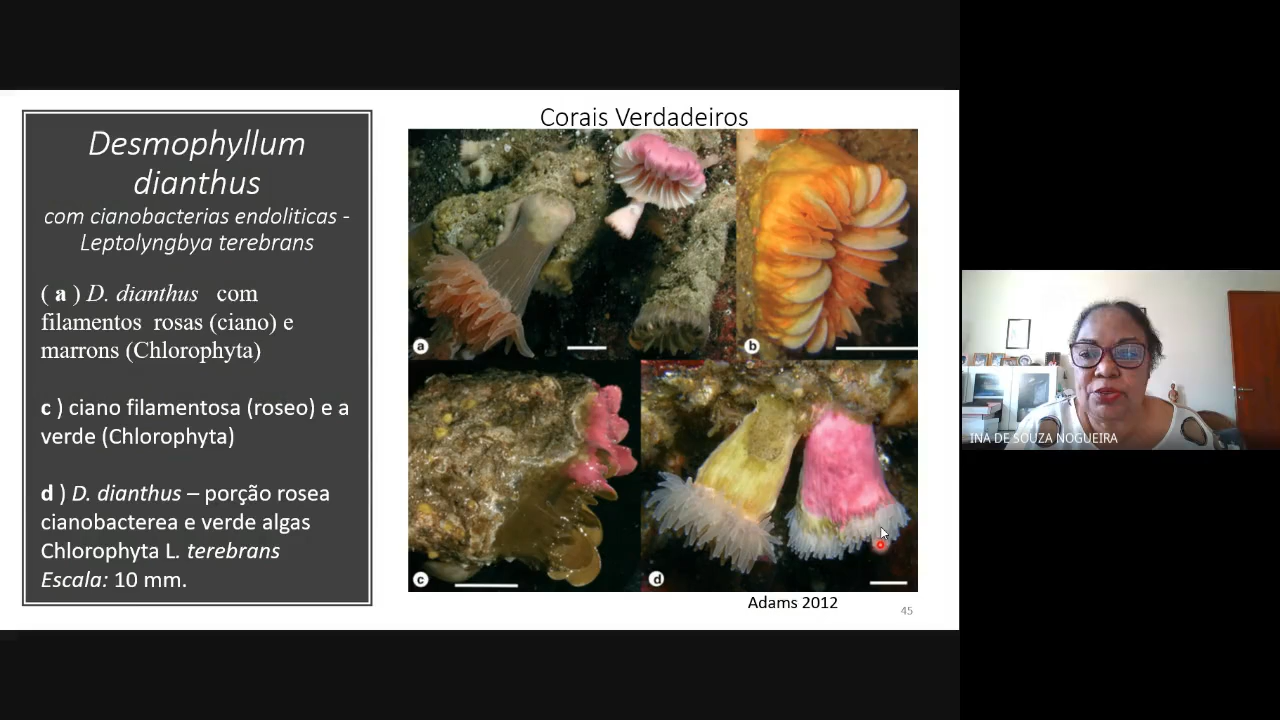 Desmophyllum
dianthus
com cianobacterias endoliticas -
Leptolyngbya terebrans
( a ) D. dianthus com
filamentos rosas (ciano) e
marrons (Chlorophyta)
c ) ciano filamentosa (roseo) e a
verde (Chlorophyta)
d ) D. dianthus – porção rosea
cianobacterea e verde algas
Chlorophyta L. terebrans
Escala: 10 mm.
Corais Verdadeiros
a
b
c
d
Adams 2012
45
INA DE SOUZA NOGUEIRA